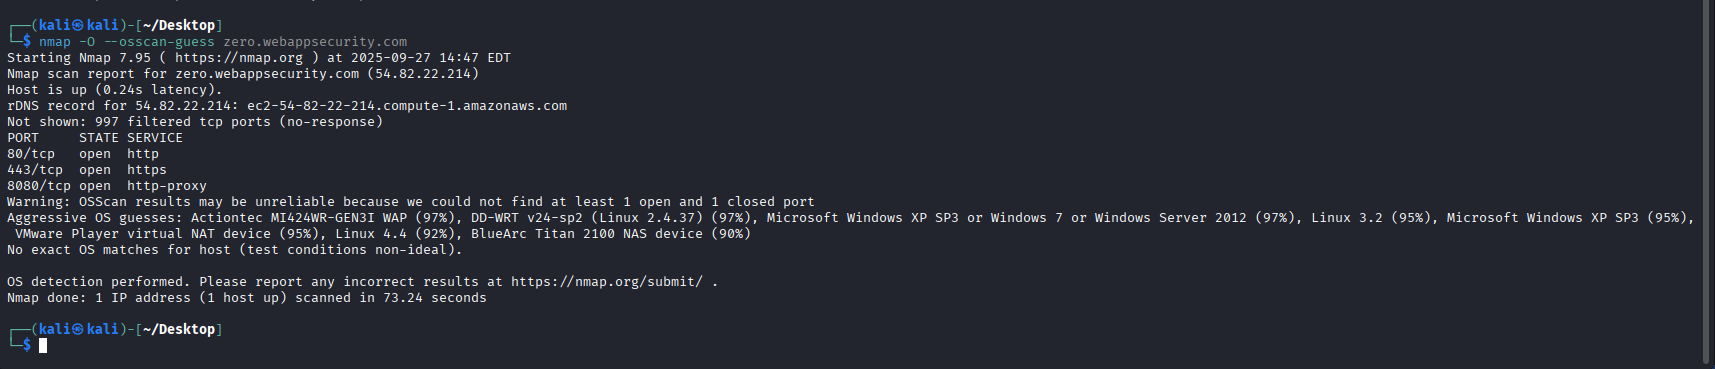 ┌──(kali㉿kali)-[~/Desktop]
└─$ nmap -O --osscan-guess zero.webappsecurity.com
Starting Nmap 7.95 ( https://nmap.org ) at 2025-09-27 14:47 EDT
Nmap scan report for zero.webappsecurity.com (54.82.22.214)
Host is up (0.24s latency).
rDNS record for 54.82.22.214: ec2-54-82-22-214.compute-1.amazonaws.com
Not shown: 997 filtered tcp ports (no-response)
PORT     STATE SERVICE
80/tcp   open  http
443/tcp  open  https
8080/tcp open  http-proxy
Warning: OSScan results may be unreliable because we could not find at least 1 open and 1 closed port
Aggressive OS guesses: Actiontec MI424WR-GEN3I WAP (97%), DD-WRT v24-sp2 (Linux 2.4.37) (97%), Microsoft Windows XP SP3 or Windows 7 or Windows Server 2012 (97%), Linux 3.2 (95%), Microsoft Windows XP SP3 (95%),
 VMware Player virtual NAT device (95%), Linux 4.4 (92%), BlueArc Titan 2100 NAS device (90%)
No exact OS matches for host (test conditions non-ideal).

OS detection performed. Please report any incorrect results at https://nmap.org/submit/ .
Nmap done: 1 IP address (1 host up) scanned in 73.24 seconds

┌──(kali㉿kali)-[~/Desktop]
└─$